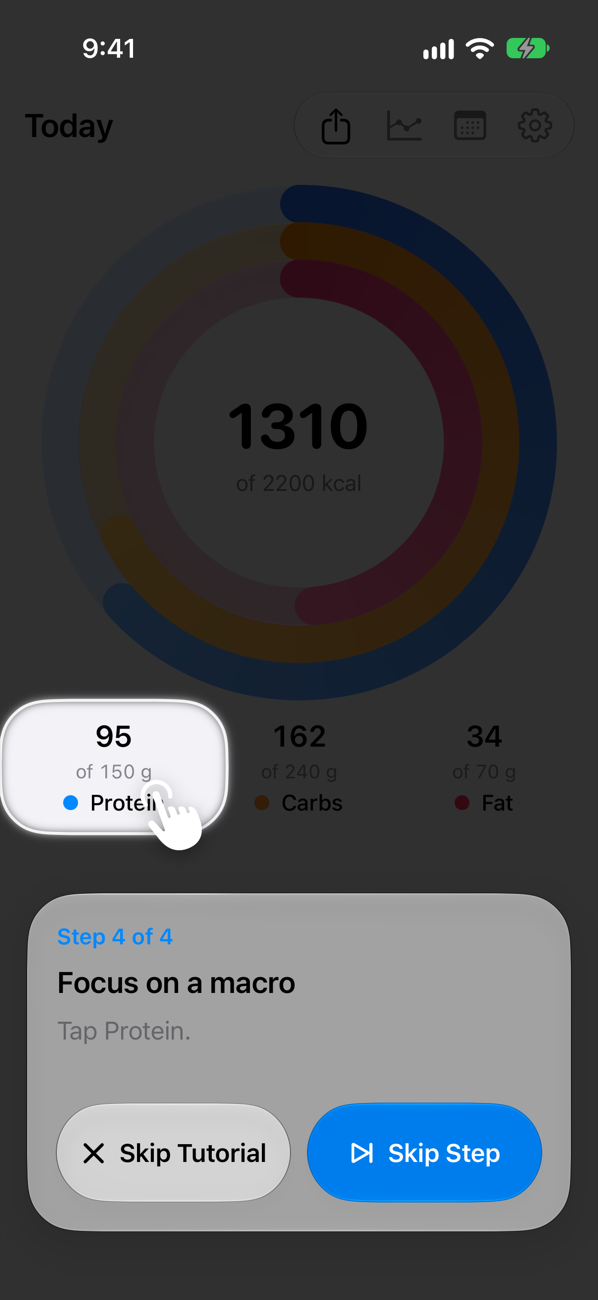 9:41
Today
1310
of 2200 kcal
95
of 150 g
Protein
162
of 240 g
Carbs
34
of 70 g
Fat
Step 4 of 4
Focus on a macro
Tap Protein.
Skip Tutorial
Skip Step